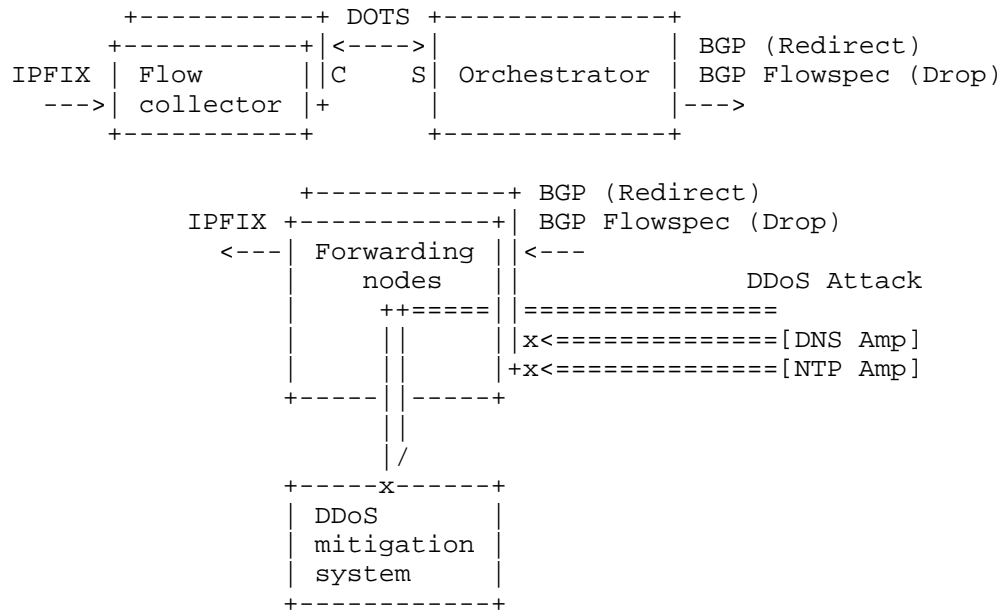 DOTS
BGP (Redirect)
IPFIX Flow C S Orchestrator BGP Flowspec (Drop)
collector
BGP (Redirect)
IPFIX BGP Flowspec (Drop)
Forwarding
nodes DDoS Attack
x [DNS Amp]
x [NTP Amp]
x
DDoS
mitigation
system